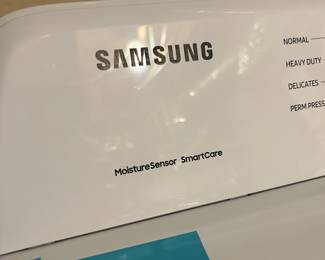 SAMSUNG
MoistureSensor SmartCare
NORMAL
HEAVY DUTY
DELICATES
PERM PRESS